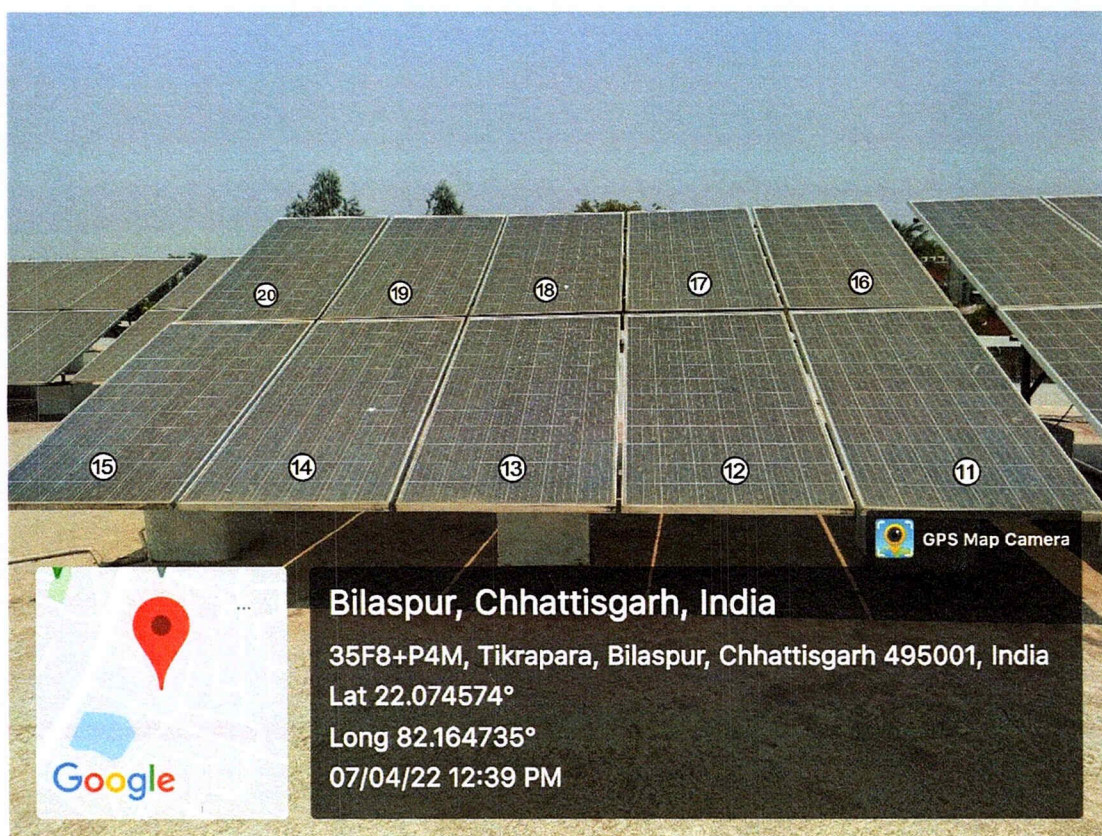 20 19 18 17 16
15 14 13 12 11
GPS Map Camera
Bilaspur, Chhattisgarh, India
35F8+P4M, Tikrapara, Bilaspur, Chhattisgarh 495001, India
Lat 22.074574°
Long 82.164735°
07/04/22 12:39 PM
Google